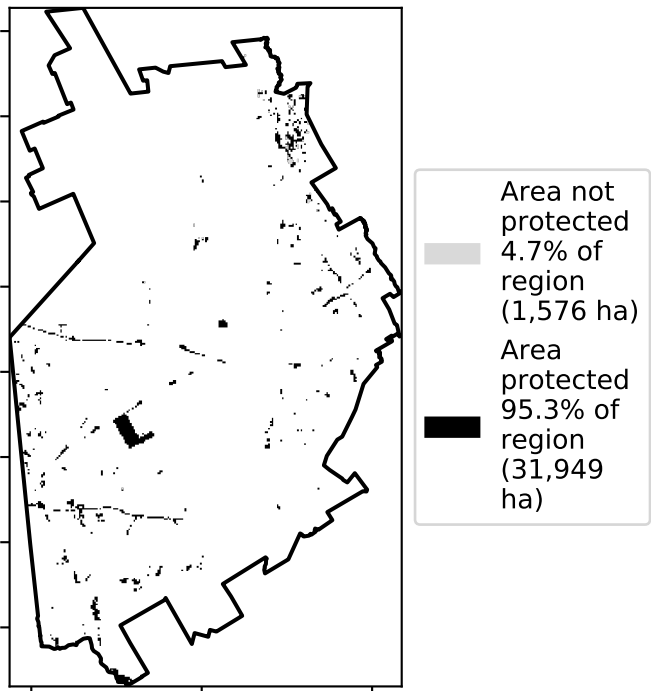 Area not
protected
4.7% of
region
(1,576 ha)
Area
protected
95.3% of
region
(31,949
ha)